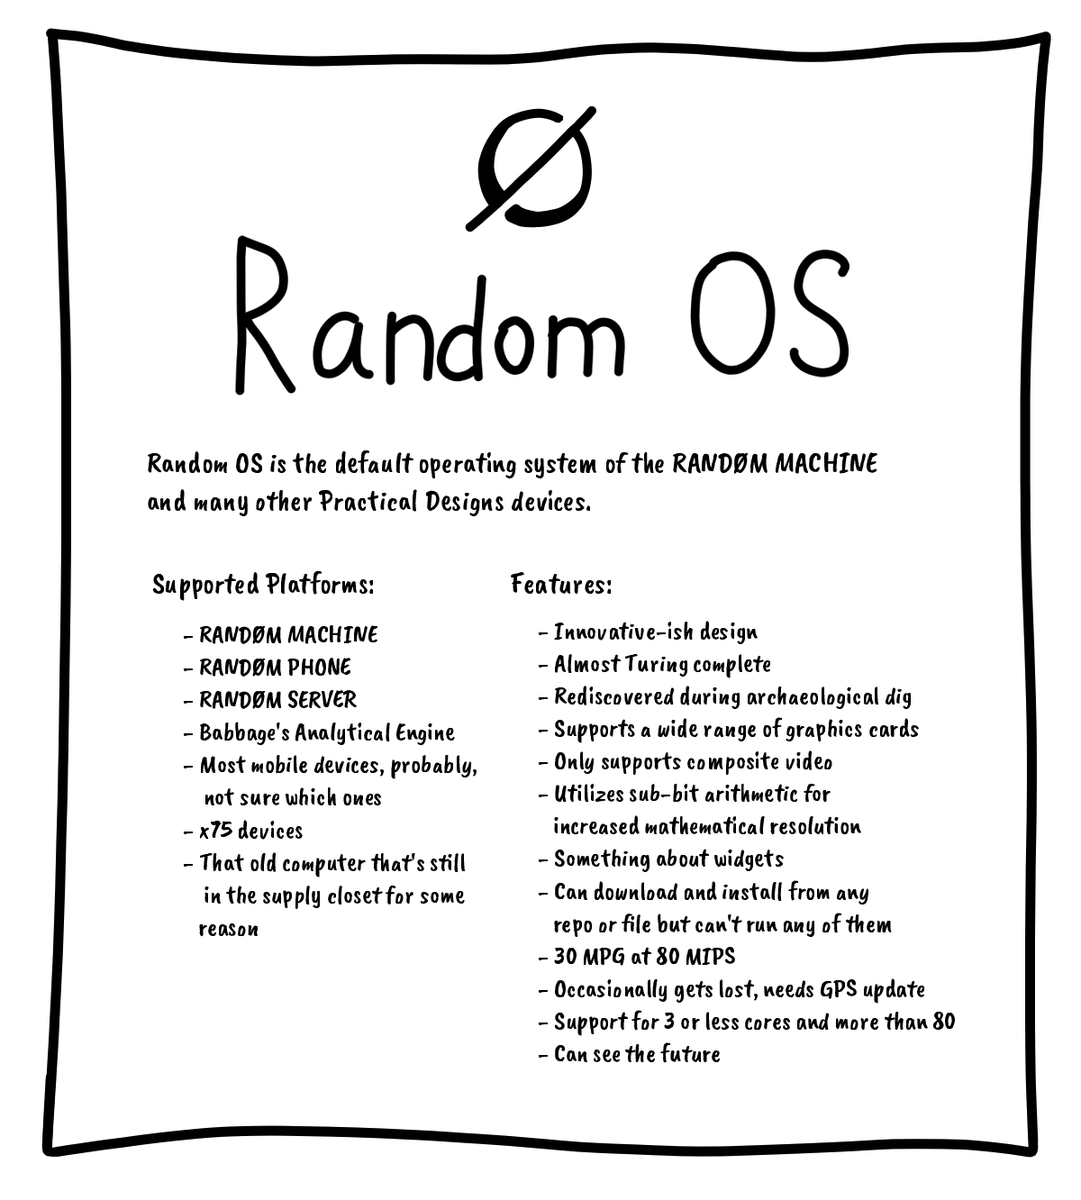 Ø
Random OS
Random OS is the default operating system of the RANDØM MACHINE
and many other Practical Designs devices.
Supported Platforms:
- RANDØM MACHINE
- RANDØM PHONE
- RANDØM SERVER
- Babbage's Analytical Engine
- Most mobile devices, probably,
not sure which ones
- x75 devices
- That old computer that's still
in the supply closet for some
reason
Features:
- Innovative-ish design
- Almost Turing complete
- Rediscovered during archaeological dig
- Supports a wide range of graphics cards
- Only supports composite video
- Utilizes sub-bit arithmetic for
increased mathematical resolution
- Something about widgets
- Can download and install from any
repo or file but can't run any of them
- 30 MPG at 80 MIPS
- Occasionally gets lost, needs GPS update
- Support for 3 or less cores and more than 80
- Can see the future